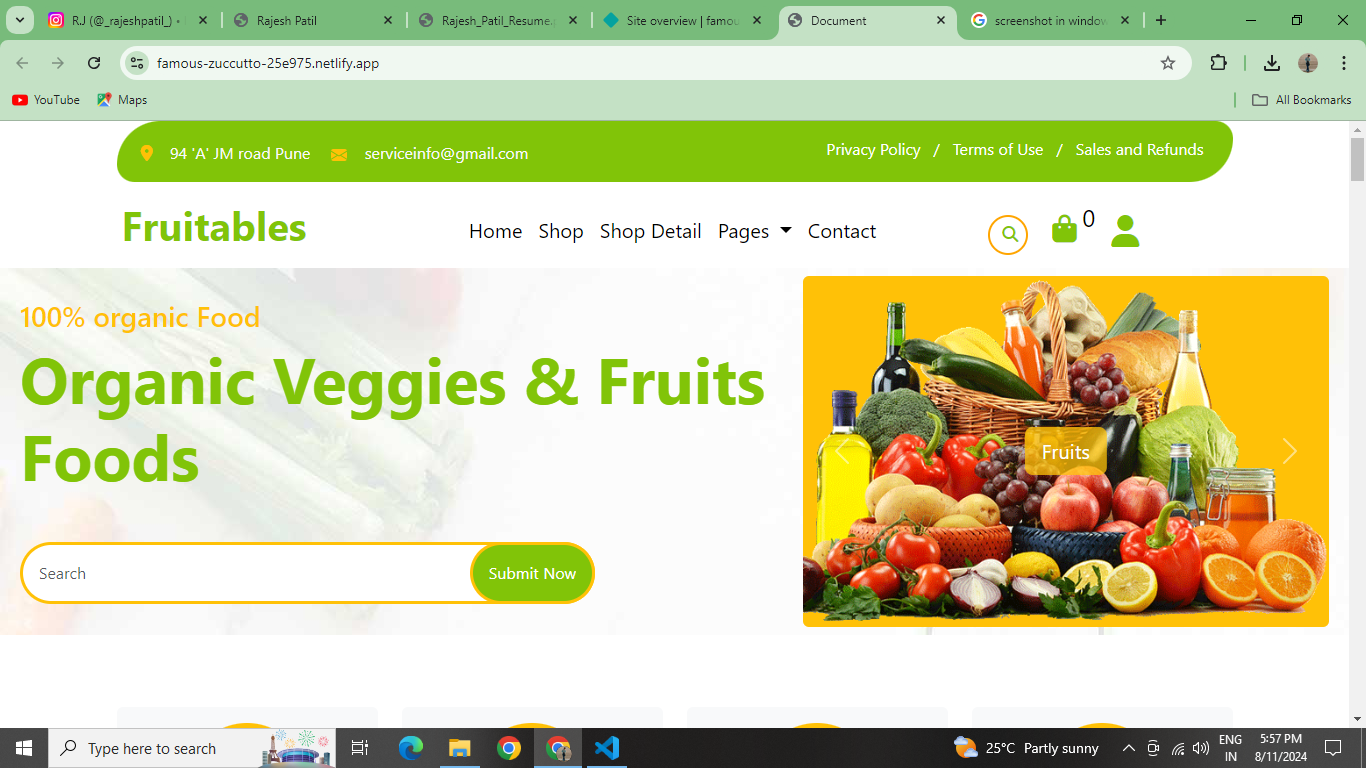 RJ (@_rajeshpatil_) •
Rajesh Patil
Rajesh_Patil_Resume.p
Site overview | famou
Document
screenshot in window
famous-zuccutto-25e975.netlify.app
YouTube
Maps
All Bookmarks
94 'A' JM road Pune
serviceinfo@gmail.com
Privacy Policy / Terms of Use / Sales and Refunds
Fruitables
Home
Shop
Shop Detail
Pages
Contact
0
100% organic Food
Organic Veggies & Fruits
Foods
Fruits
Search
Submit Now
Type here to search
25°C Partly sunny
ENG
IN
5:57 PM
8/11/2024